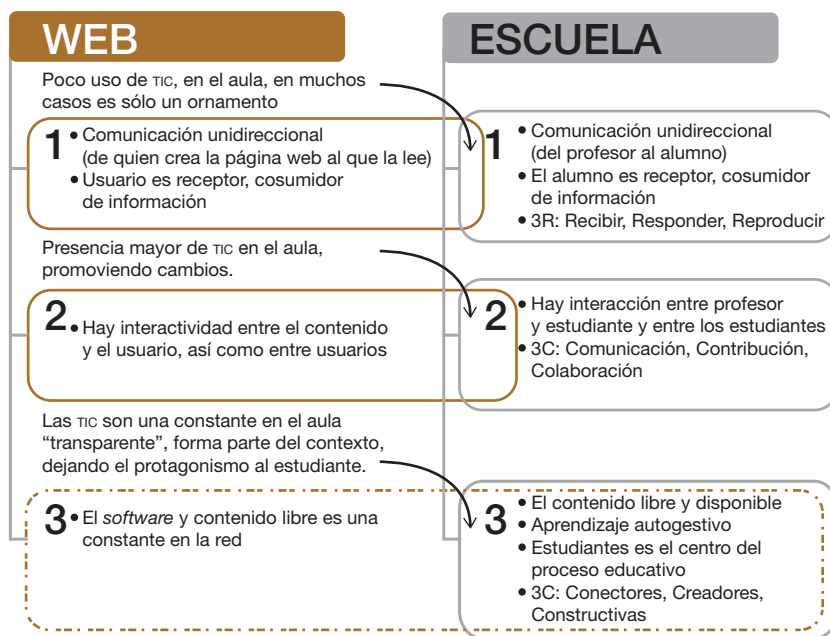 WEB
ESCUELA
Poco uso de TIC, en el aula, en muchos
casos es sólo un ornamento
1
• Comunicación unidireccional
(de quien crea la página web al que la lee)
• Usuario es receptor, cosumidor
de información
1
• Comunicación unidireccional
(del profesor al alumno)
• El alumno es receptor, cosumidor
de información
• 3R: Recibir, Responder, Reproducir
Presencia mayor de TIC en el aula,
promoviendo cambios.
2
• Hay interactividad entre el contenido
y el usuario, así como entre usuarios
2
• Hay interacción entre profesor
y estudiante y entre los estudiantes
• 3C: Comunicación, Contribución,
Colaboración
Las TIC son una constante en el aula
“transparente”, forma parte del contexto,
dejando el protagonismo al estudiante.
3
• El software y contenido libre es una
constante en la red
3
• El contenido libre y disponible
• Aprendizaje autogestivo
• Estudiantes es el centro del
proceso educativo
• 3C: Conectores, Creadores,
Constructivas